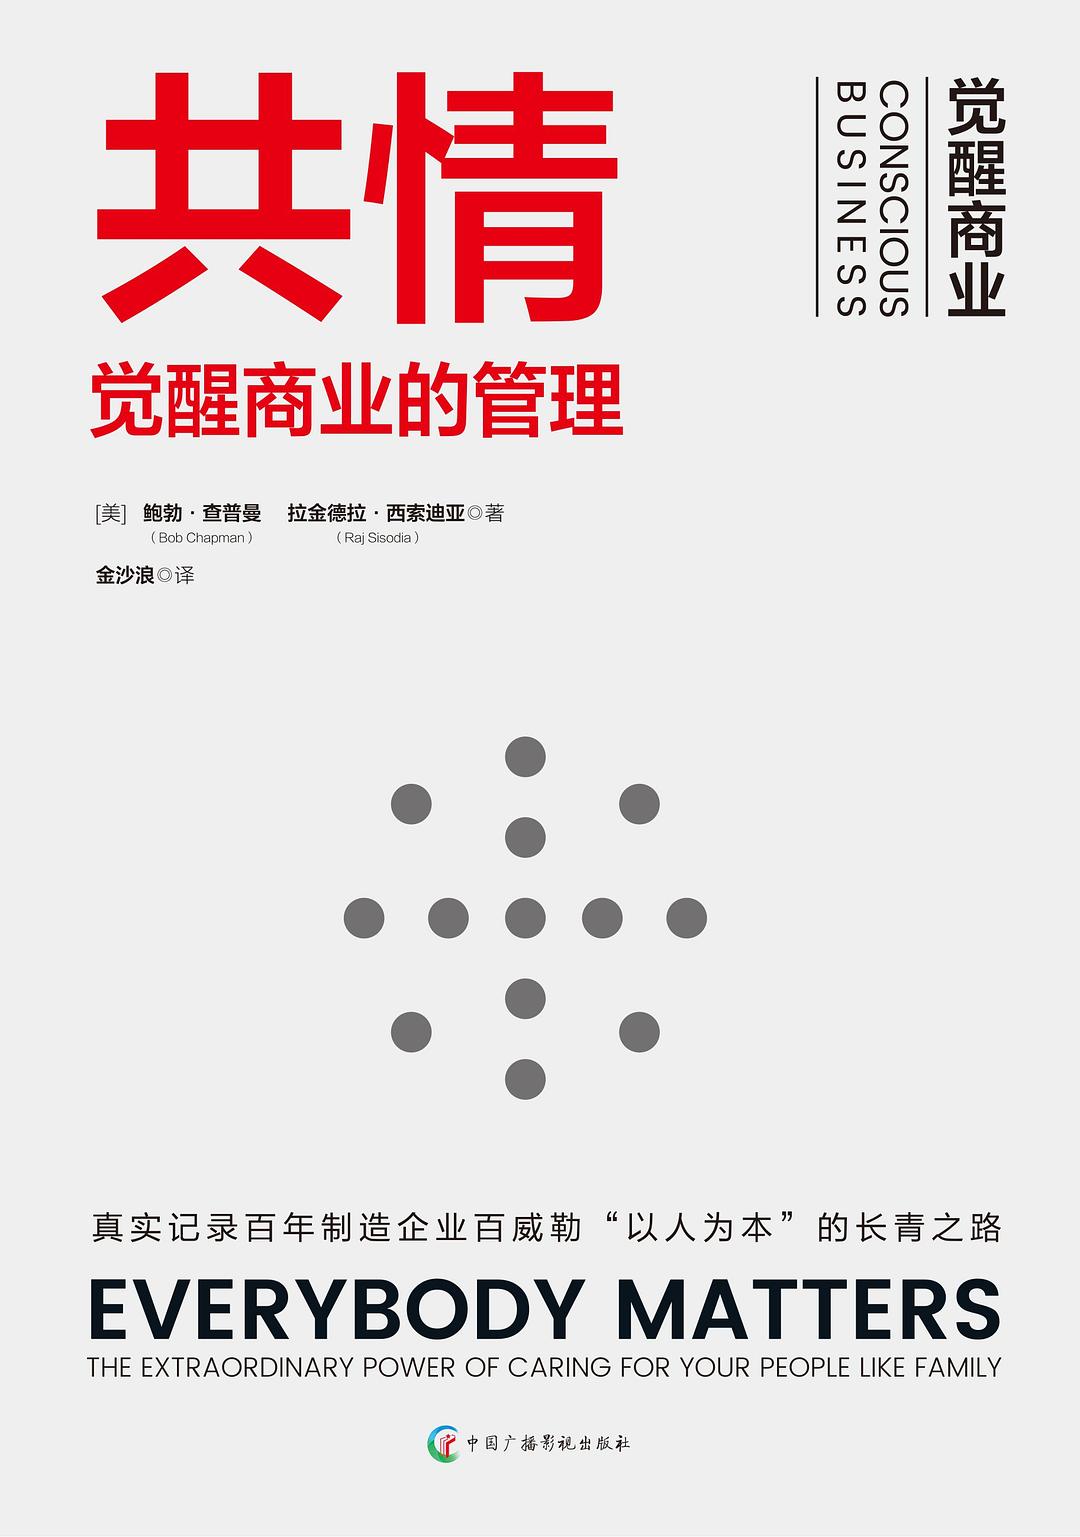 共情
觉醒商业的管理
觉醒商业
CONSCIOUS
BUSINESS
[美] 鲍勃·查普曼 拉金德拉·西索迪亚◎著
（Bob Chapman） （Raj Sisodia）
金沙浪◎译
真实记录百年制造企业百威勒“以人为本”的长青之路
EVERYBODY MATTERS
THE EXTRAORDINARY POWER OF CARING FOR YOUR PEOPLE LIKE FAMILY
中国广播影视出版社